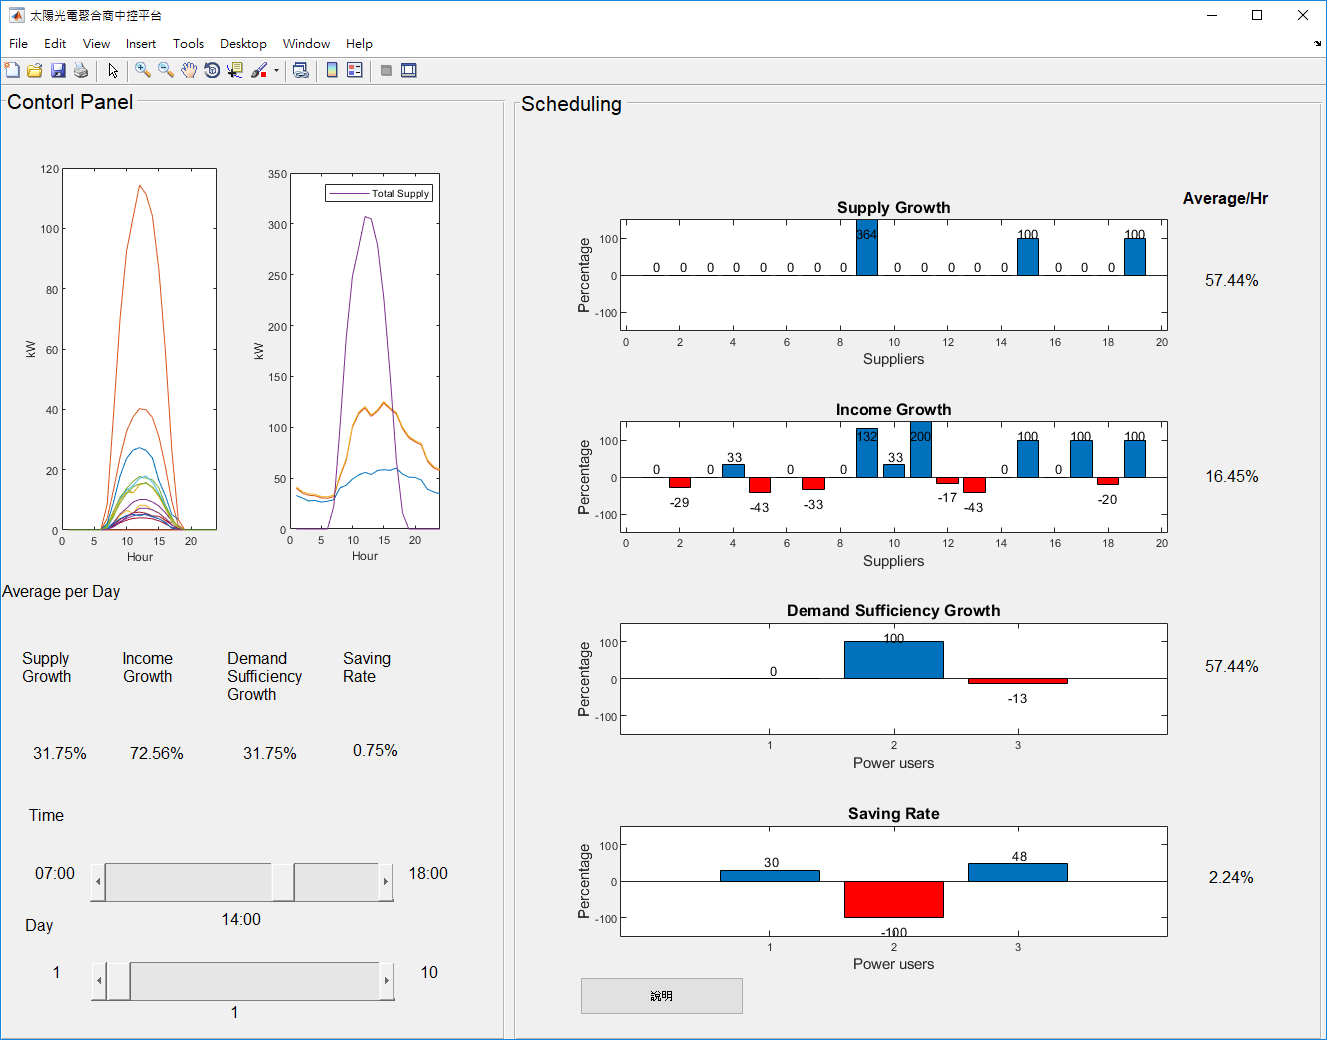 太陽光電聚合商中控平台
File Edit View Insert Tools Desktop Window Help
Contorl Panel
120
100
80
60
40
20
0
kW
0 5 10 15 20
Hour
350
300
250
200
150
100
50
0
kW
Total Supply
0 5 10 15 20
Hour
Average per Day
Supply Growth
Income Growth
Demand Sufficiency Growth
Saving Rate
31.75% 72.56% 31.75% 0.75%
Time
07:00 18:00
14:00
Day
1 10
1
Scheduling
Average/Hr
Supply Growth
Percentage
100
0
-100
0 0 0 0 0 0 0 0 364 0 0 0 0 0 100 0 0 0 100
0 2 4 6 8 10 12 14 16 18 20
Suppliers
57.44%
Income Growth
Percentage
100
0
-100
0 -29 0 33 -43 0 -33 0 132 33 200 -17 -43 0 100 0 100 -20 100
0 2 4 6 8 10 12 14 16 18 20
Suppliers
16.45%
Demand Sufficiency Growth
Percentage
100
0
-100
0 100 -13
1 2 3
Power users
57.44%
Saving Rate
Percentage
100
0
-100
30 -100 48
1 2 3
Power users
2.24%
說明